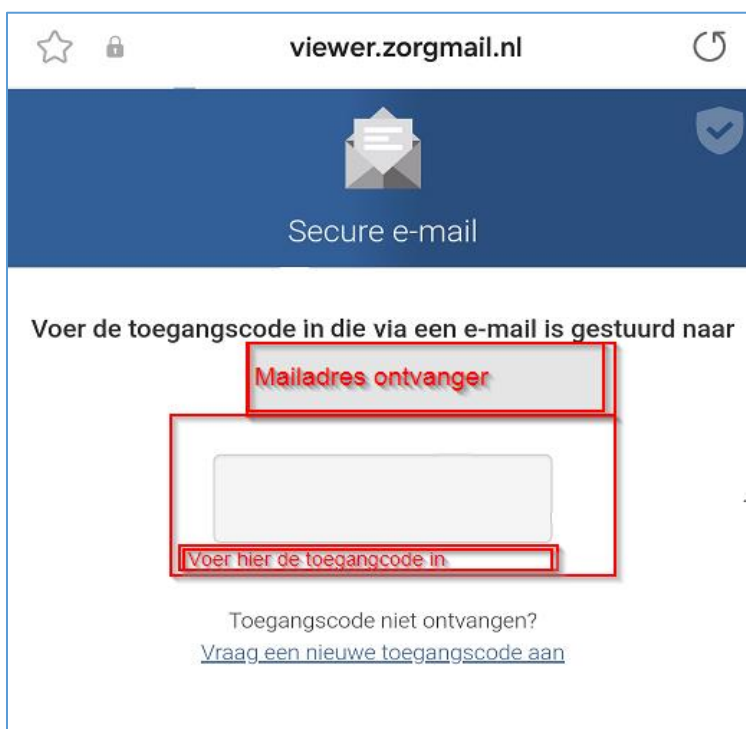 viewer.zorgmail.nl
Secure e-mail
Voer de toegangscode in die via een e-mail is gestuurd naar
Mailadres ontvanger
Voer hier de toegangcode in
Toegangscode niet ontvangen?
Vraag een nieuwe toegangscode aan